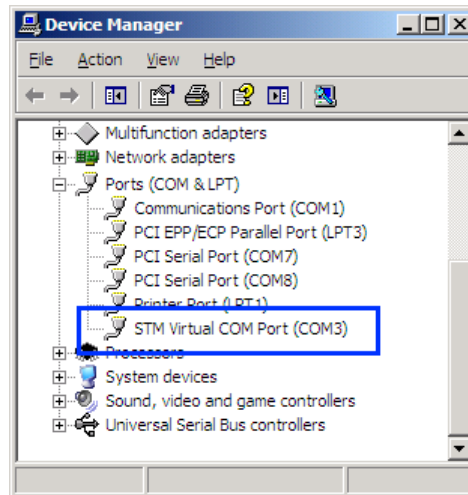 Device Manager
File Action View Help
Multifunction adapters
Network adapters
Ports (COM & LPT)
Communications Port (COM1)
PCI EPP/ECP Parallel Port (LPT3)
PCI Serial Port (COM7)
PCI Serial Port (COM8)
Printer Port (LPT1)
STM Virtual COM Port (COM3)
Processors
System devices
Sound, video and game controllers
Universal Serial Bus controllers